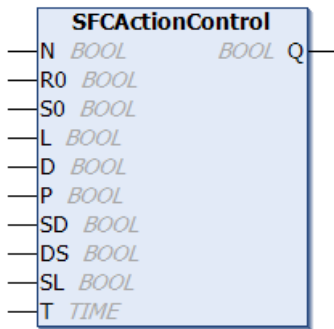 SFCActionControl
N BOOL BOOL Q
R0 BOOL
S0 BOOL
L BOOL
D BOOL
P BOOL
SD BOOL
DS BOOL
SL BOOL
T TIME